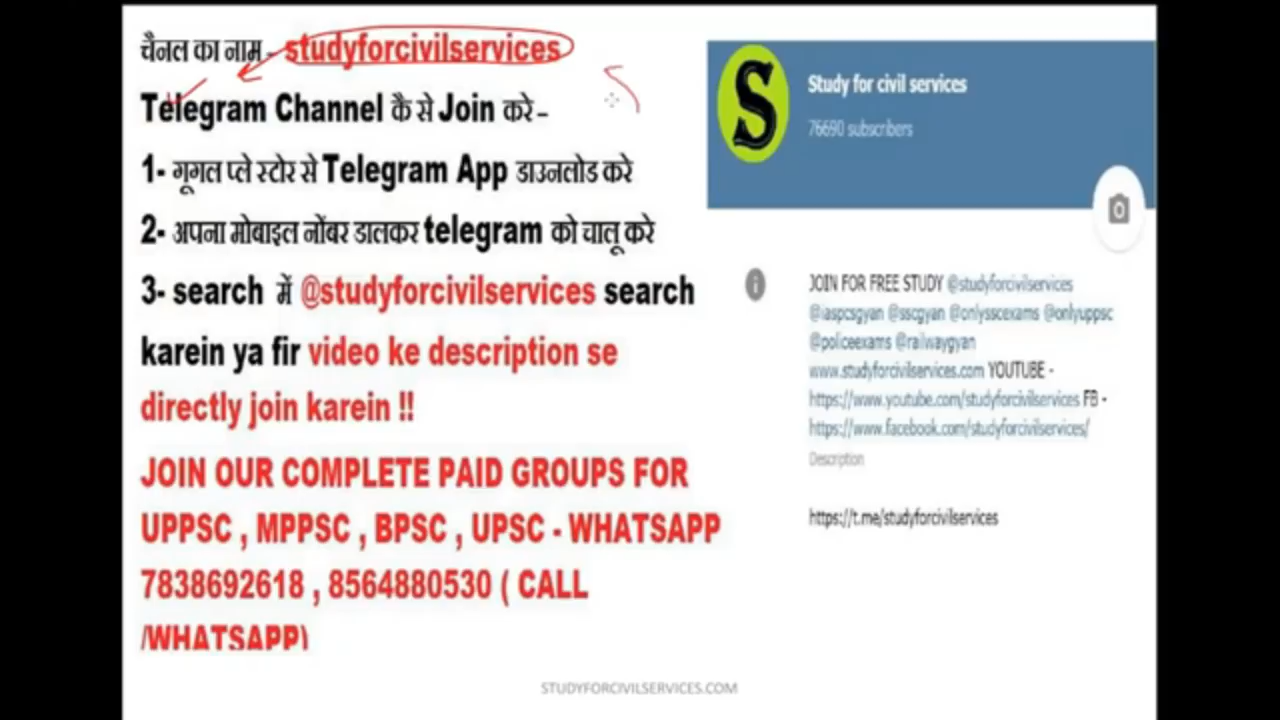 चैनल का नाम - studyforcivilservices
Telegram Channel कैसे Join करे -
1- गूगल प्ले स्टोर से Telegram App डाउनलोड करे
2- अपना मोबाइल नोंबर डालकर telegram को चालू करे
3- search में @studyforcivilservices search
karein ya fir video ke description se
directly join karein !!
JOIN OUR COMPLETE PAID GROUPS FOR
UPPSC , MPPSC , BPSC , UPSC - WHATSAPP
7838692618 , 8564880530 ( CALL
/WHATSAPP)
S
Study for civil services
76690 subscribers
JOIN FOR FREE STUDY @studyforcivilservices
@iaspcsgyan @sscgyan @onlysscexams @onlyuppsc
@policeexams @railwaygyan
www.studyforcivilservices.com YOUTUBE -
https://www.youtube.com/studyforcivilservices FB -
https://www.facebook.com/studyforcivilservices/
Description
https://t.me/studyforcivilservices
STUDYFORCIVILSERVICES.COM